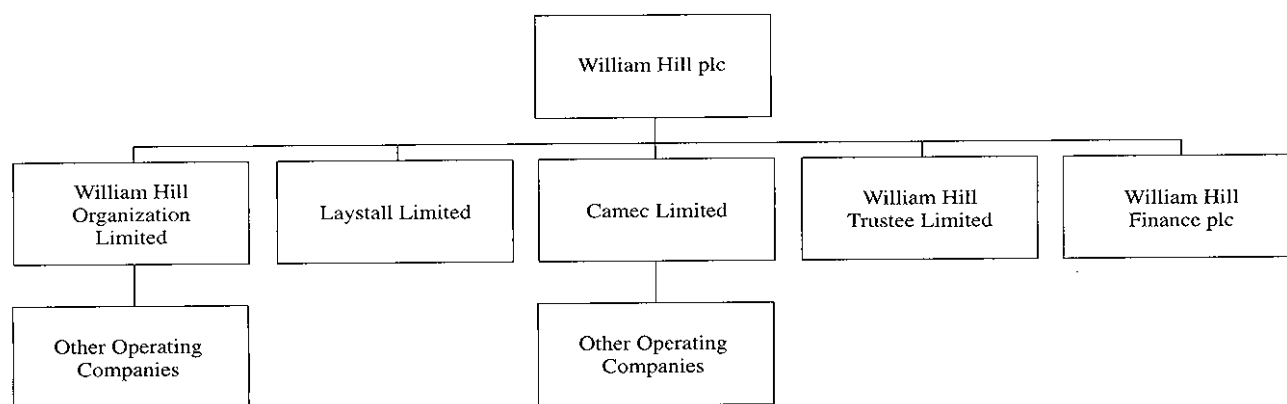 William Hill plc
William Hill
Organization
Limited
Laystall Limited
Camec Limited
William Hill
Trustee Limited
William Hill
Finance plc
Other Operating
Companies
Other Operating
Companies